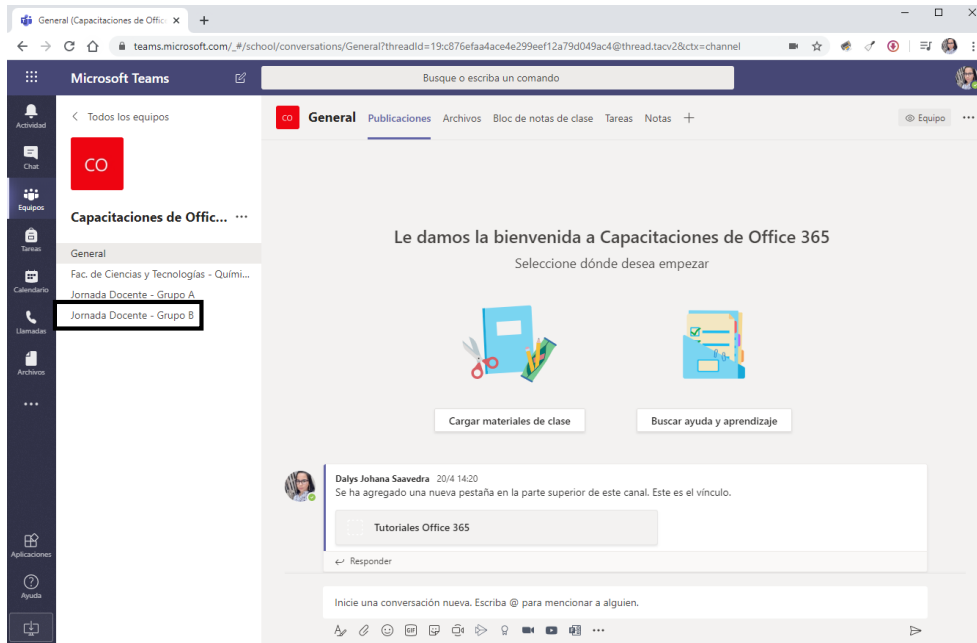 General (Capacitaciones de Offic
teams.microsoft.com/_#/school/conversations/General?threadId=19:c876efaa4ace4e299eef12a79d049ac4@thread.tacv2&ctx=channel
Microsoft Teams
Busque o escriba un comando
Actividad
Chat
Equipos
Tareas
Calendario
Llamadas
Archivos
Aplicaciones
Ayuda
Todos los equipos
CO
Capacitaciones de Offic...
General
Fac. de Ciencias y Tecnologías - Quími...
Jornada Docente - Grupo A
Jornada Docente - Grupo B
CO General Publicaciones Archivos Bloc de notas de clase Tareas Notas
Equipo
Le damos la bienvenida a Capacitaciones de Office 365
Seleccione dónde desea empezar
Cargar materiales de clase
Buscar ayuda y aprendizaje
Dalys Johana Saavedra 20/4 14:20
Se ha agregado una nueva pestaña en la parte superior de este canal. Este es el vínculo.
Tutoriales Office 365
Responder
Inicie una conversación nueva. Escriba @ para mencionar a alguien.
GIF